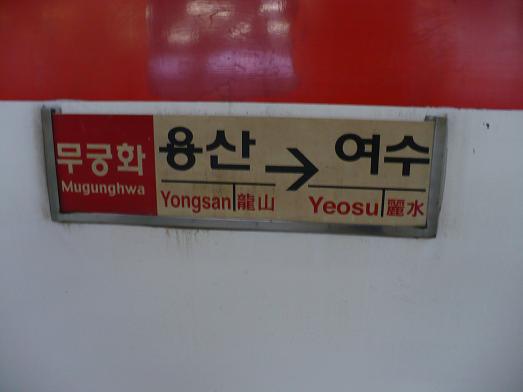 무궁화
Mugunghwa
용산 → 여수
Yongsan 龍山 Yeosu 麗水